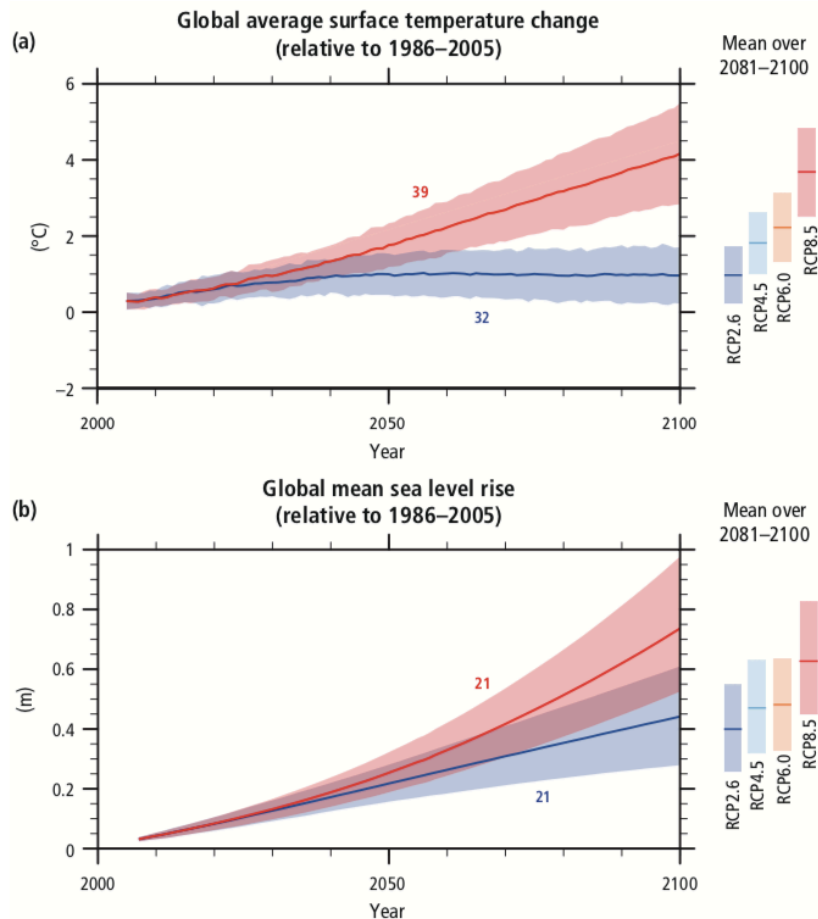 Global average surface temperature change
(relative to 1986–2005)
(a)
Mean over
2081–2100
6
4
2
0
−2
(°C)
39
32
2000
2050
2100
Year
RCP2.6
RCP4.5
RCP6.0
RCP8.5
Global mean sea level rise
(relative to 1986–2005)
(b)
Mean over
2081–2100
1
0.8
0.6
0.4
0.2
0
(m)
21
21
2000
2050
2100
Year
RCP2.6
RCP4.5
RCP6.0
RCP8.5